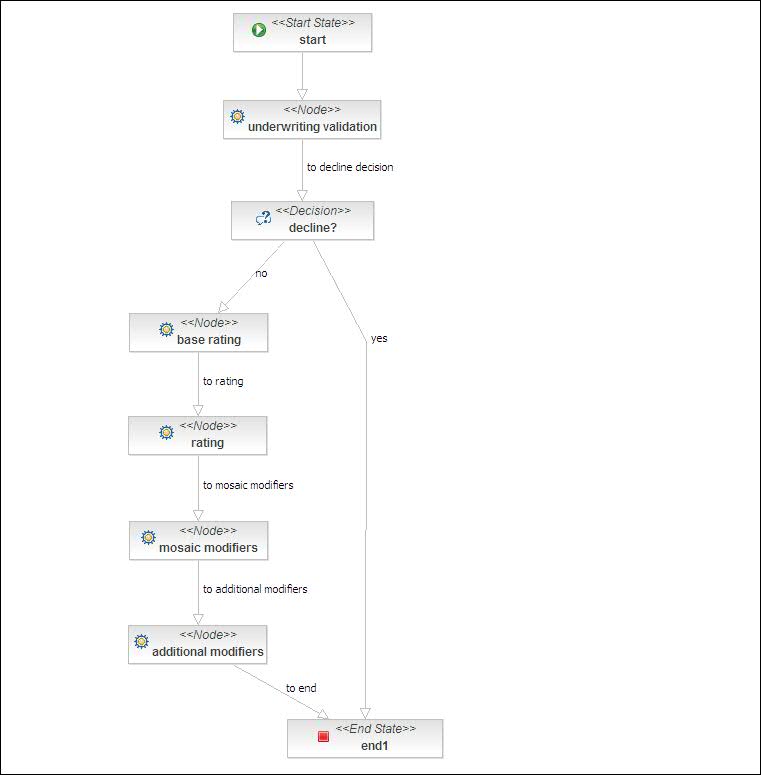 <<Start State>>
start
<<Node>>
underwriting validation
to decline decision
<<Decision>>
decline?
no
yes
<<Node>>
base rating
to rating
<<Node>>
rating
to mosaic modifiers
<<Node>>
mosaic modifiers
to additional modifiers
<<Node>>
additional modifiers
to end
<<End State>>
end1